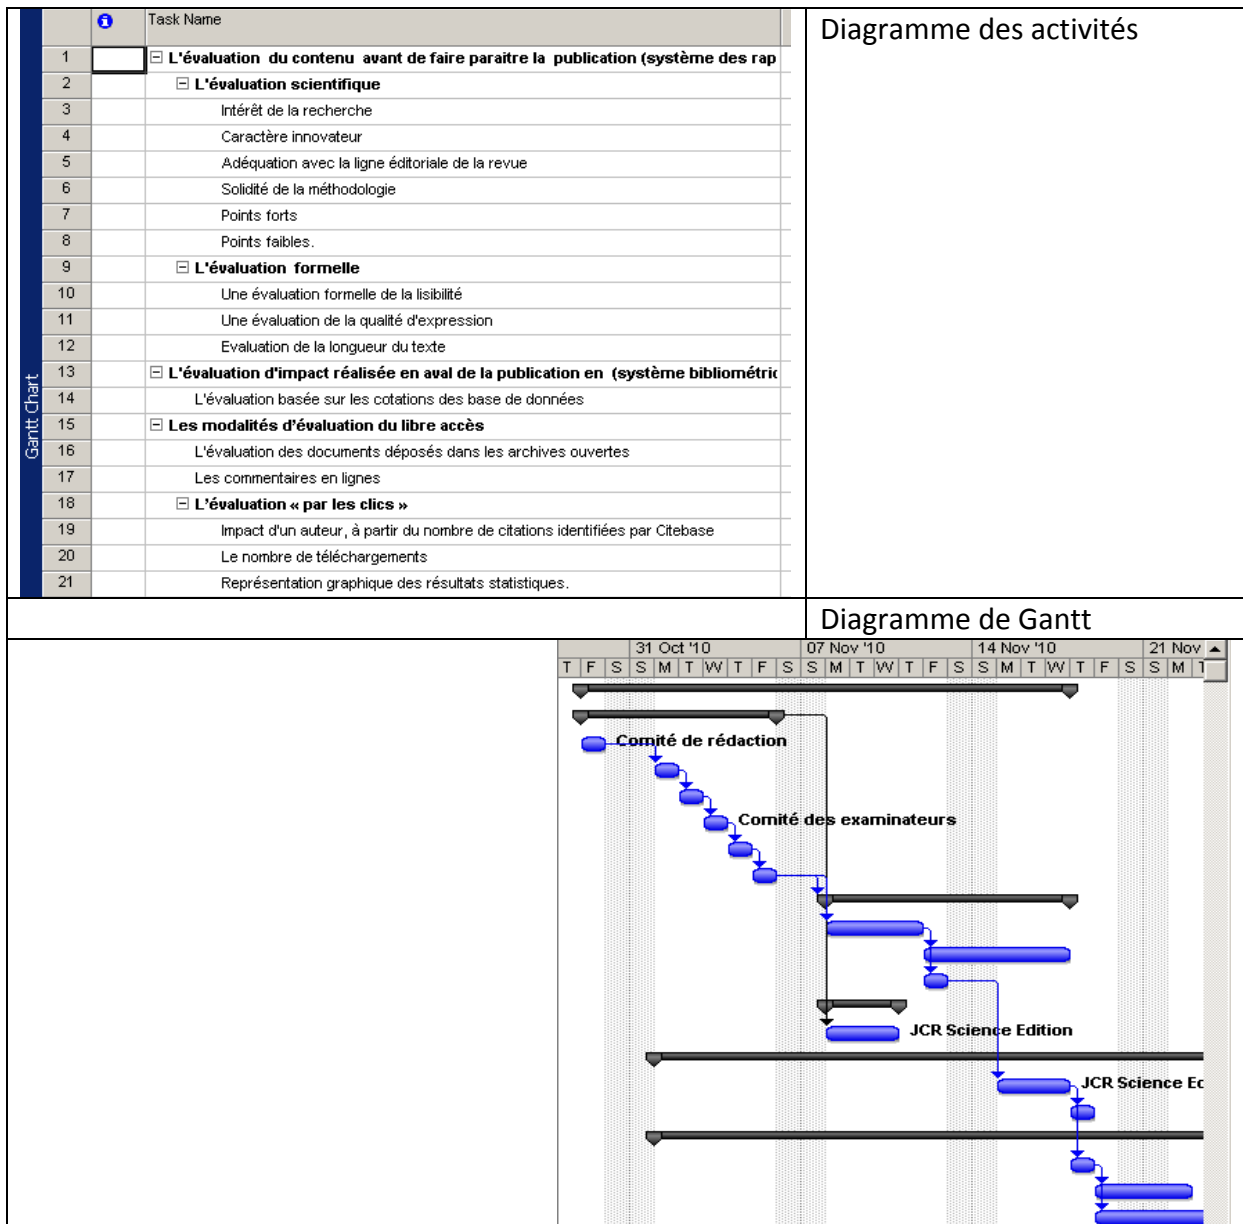 Task Name
Diagramme des activités
1 L'évaluation du contenu avant de faire paraitre la publication (système des rap
2 L'évaluation scientifique
3 Intérêt de la recherche
4 Caractère innovateur
5 Adéquation avec la ligne éditoriale de la revue
6 Solidité de la méthodologie
7 Points forts
8 Points faibles.
9 L'évaluation formelle
10 Une évaluation formelle de la lisibilité
11 Une évaluation de la qualité d'expression
12 Evaluation de la longueur du texte
13 L'évaluation d'impact réalisée en aval de la publication en (système bibliométric
14 L'évaluation basée sur les cotations des base de données
15 Les modalités d'évaluation du libre accès
16 L'évaluation des documents déposés dans les archives ouvertes
17 Les commentaires en lignes
18 L'évaluation « par les clics »
19 Impact d'un auteur, à partir du nombre de citations identifiées par Citebase
20 Le nombre de téléchargements
21 Représentation graphique des résultats statistiques.
Gantt Chart
Diagramme de Gantt
31 Oct '10 07 Nov '10 14 Nov '10 21 Nov
T F S S M T W T F S S M T W T F S S M T W T F S S M T
Comité de rédaction
Comité des examinateurs
JCR Science Edition
JCR Science Ed